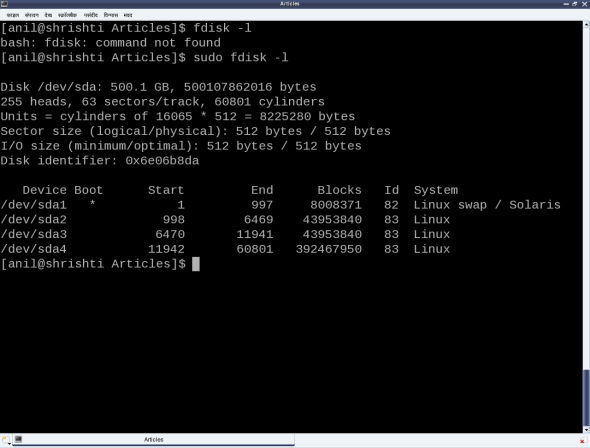 Articles
फाइल संपादन देख स्क्रॉलबैक पसंदीद विन्यास मदद
[anil@shrishti Articles]$ fdisk -l
bash: fdisk: command not found
[anil@shrishti Articles]$ sudo fdisk -l
Disk /dev/sda: 500.1 GB, 500107862016 bytes
255 heads, 63 sectors/track, 60801 cylinders
Units = cylinders of 16065 * 512 = 8225280 bytes
Sector size (logical/physical): 512 bytes / 512 bytes
I/O size (minimum/optimal): 512 bytes / 512 bytes
Disk identifier: 0x6e06b8da
Device Boot Start End Blocks Id System
/dev/sda1 * 1 997 8008371 82 Linux swap / Solaris
/dev/sda2 998 6469 43953840 83 Linux
/dev/sda3 6470 11941 43953840 83 Linux
/dev/sda4 11942 60801 392467950 83 Linux
[anil@shrishti Articles]$
Articles